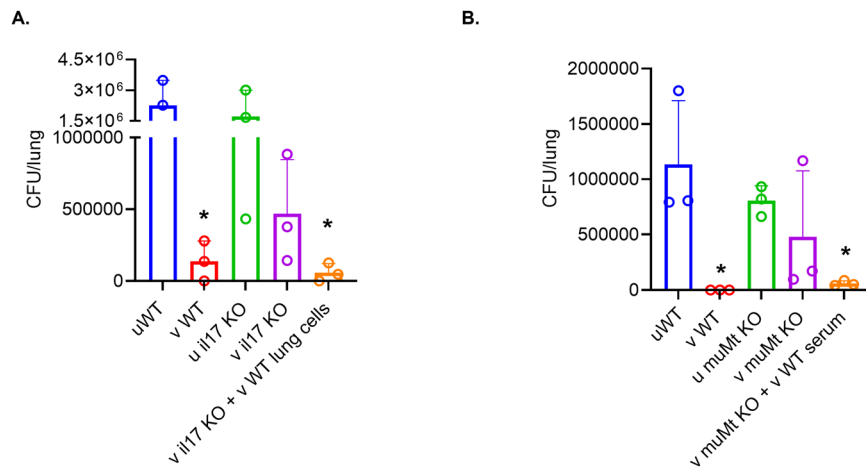 A.
CFU/lung
4.5×10⁶
3.0×10⁶
1.5×10⁶
1000000
500000
0
*
*
uWT
v WT
u il17 KO
v il17 KO
v il17 KO + v WT lung cells
B.
CFU/lung
2000000
1500000
1000000
500000
0
*
*
uWT
v WT
u muMt KO
v muMt KO
v muMt KO + v WT serum